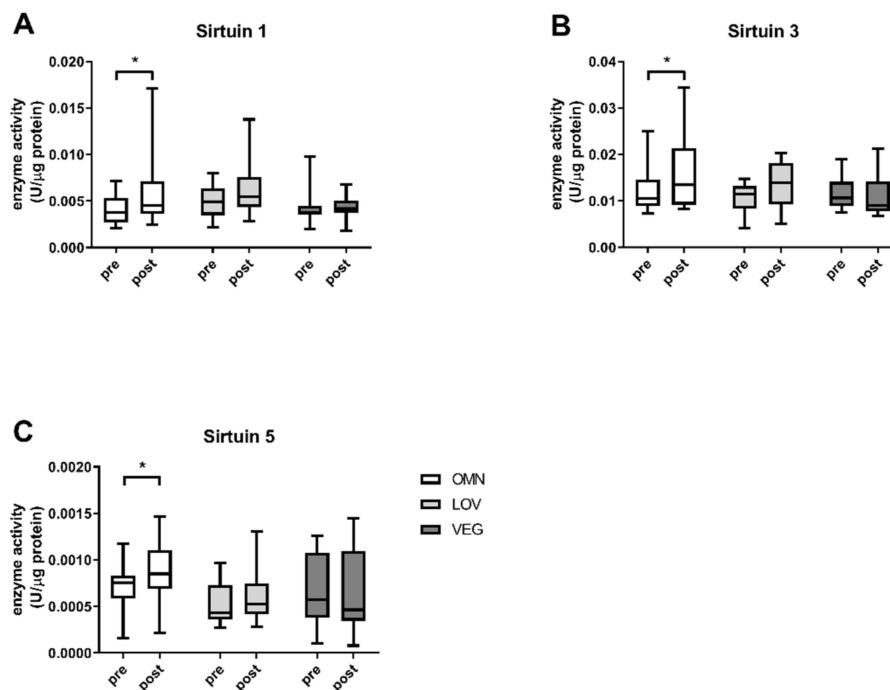 A
Sirtuin 1
enzyme activity
(U/μg protein)
0.020
0.015
0.010
0.005
0.000
*
pre
post
pre
post
pre
post
B
Sirtuin 3
enzyme activity
(U/μg protein)
0.04
0.03
0.02
0.01
0.00
*
pre
post
pre
post
pre
post
C
Sirtuin 5
enzyme activity
(U/μg protein)
0.0020
0.0015
0.0010
0.0005
0.0000
*
pre
post
pre
post
pre
post
OMN
LOV
VEG